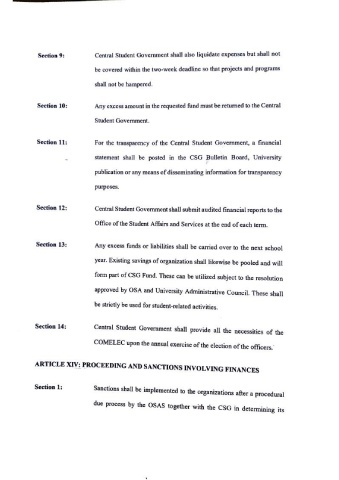 Section 9: Central Student Government shall also liquidate expenses but shall not
be covered within the two-week deadline so that projects and programs
shall not be hampered.
Section 10: Any excess amount in the requested fund must be returned to the Central
Student Government.
Section 11: For the transparency of the Central Student Government, a financial
statement shall be posted in the CSG Bulletin Board, University
publication or any means of disseminating information for transparency
purposes.
Section 12: Central Student Government shall submit audited financial reports to the
Office of the Student Affairs and Services at the end of each term.
Section 13: Any excess funds or liabilities shall be carried over to the next school
year. Existing savings of organization shall likewise be pooled and will
form part of CSG Fund. These can be utilized subject to the resolution
approved by OSA and University Administrative Council. These shall
be strictly be used for student-related activities.
Section 14: Central Student Government shall provide all the necessities of the
COMELEC upon the annual exercise of the election of the officers.
ARTICLE XIV: PROCEEDING AND SANCTIONS INVOLVING FINANCES
Section 1: Sanctions shall be implemented to the organizations after a procedural
due process by the OSAS together with the CSG in determining its